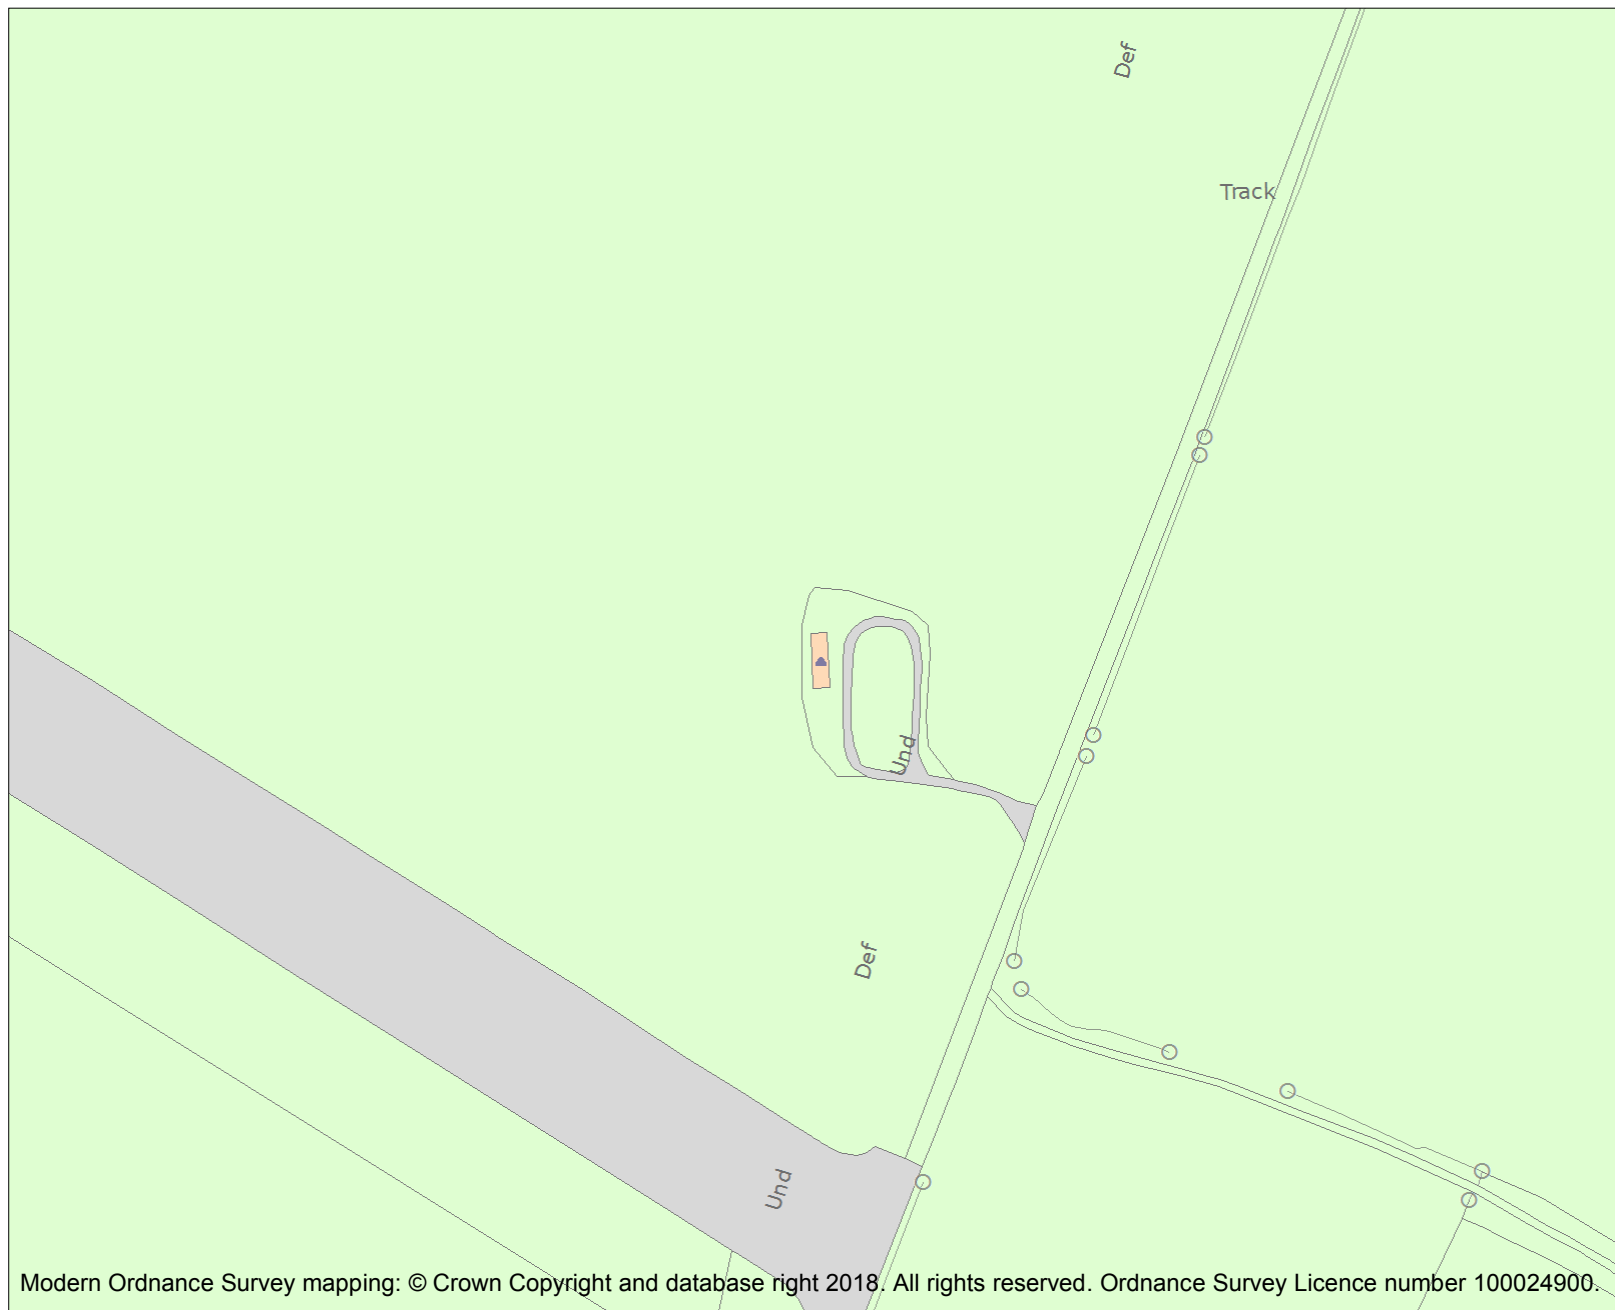 Def
Track
Und
Def
Und
Modern Ordnance Survey mapping: © Crown Copyright and database right 2018. All rights reserved. Ordnance Survey Licence number 100024900.